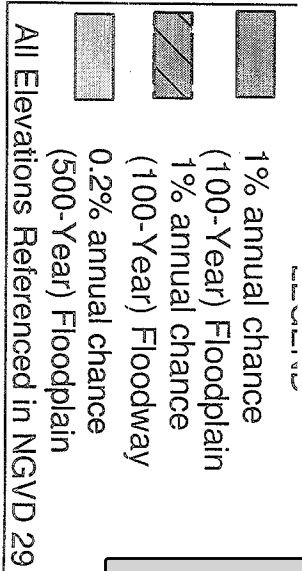 1% annual chance
(100-Year) Floodplain
1% annual chance
(100-Year) Floodway
0.2% annual chance
(500-Year) Floodplain
All Elevations Referenced in NGVD 29